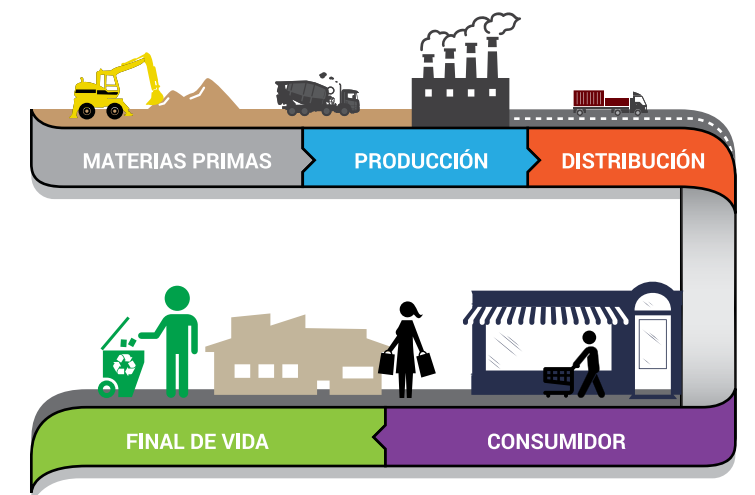 MATERIAS PRIMAS
PRODUCCIÓN
DISTRIBUCIÓN
FINAL DE VIDA
CONSUMIDOR